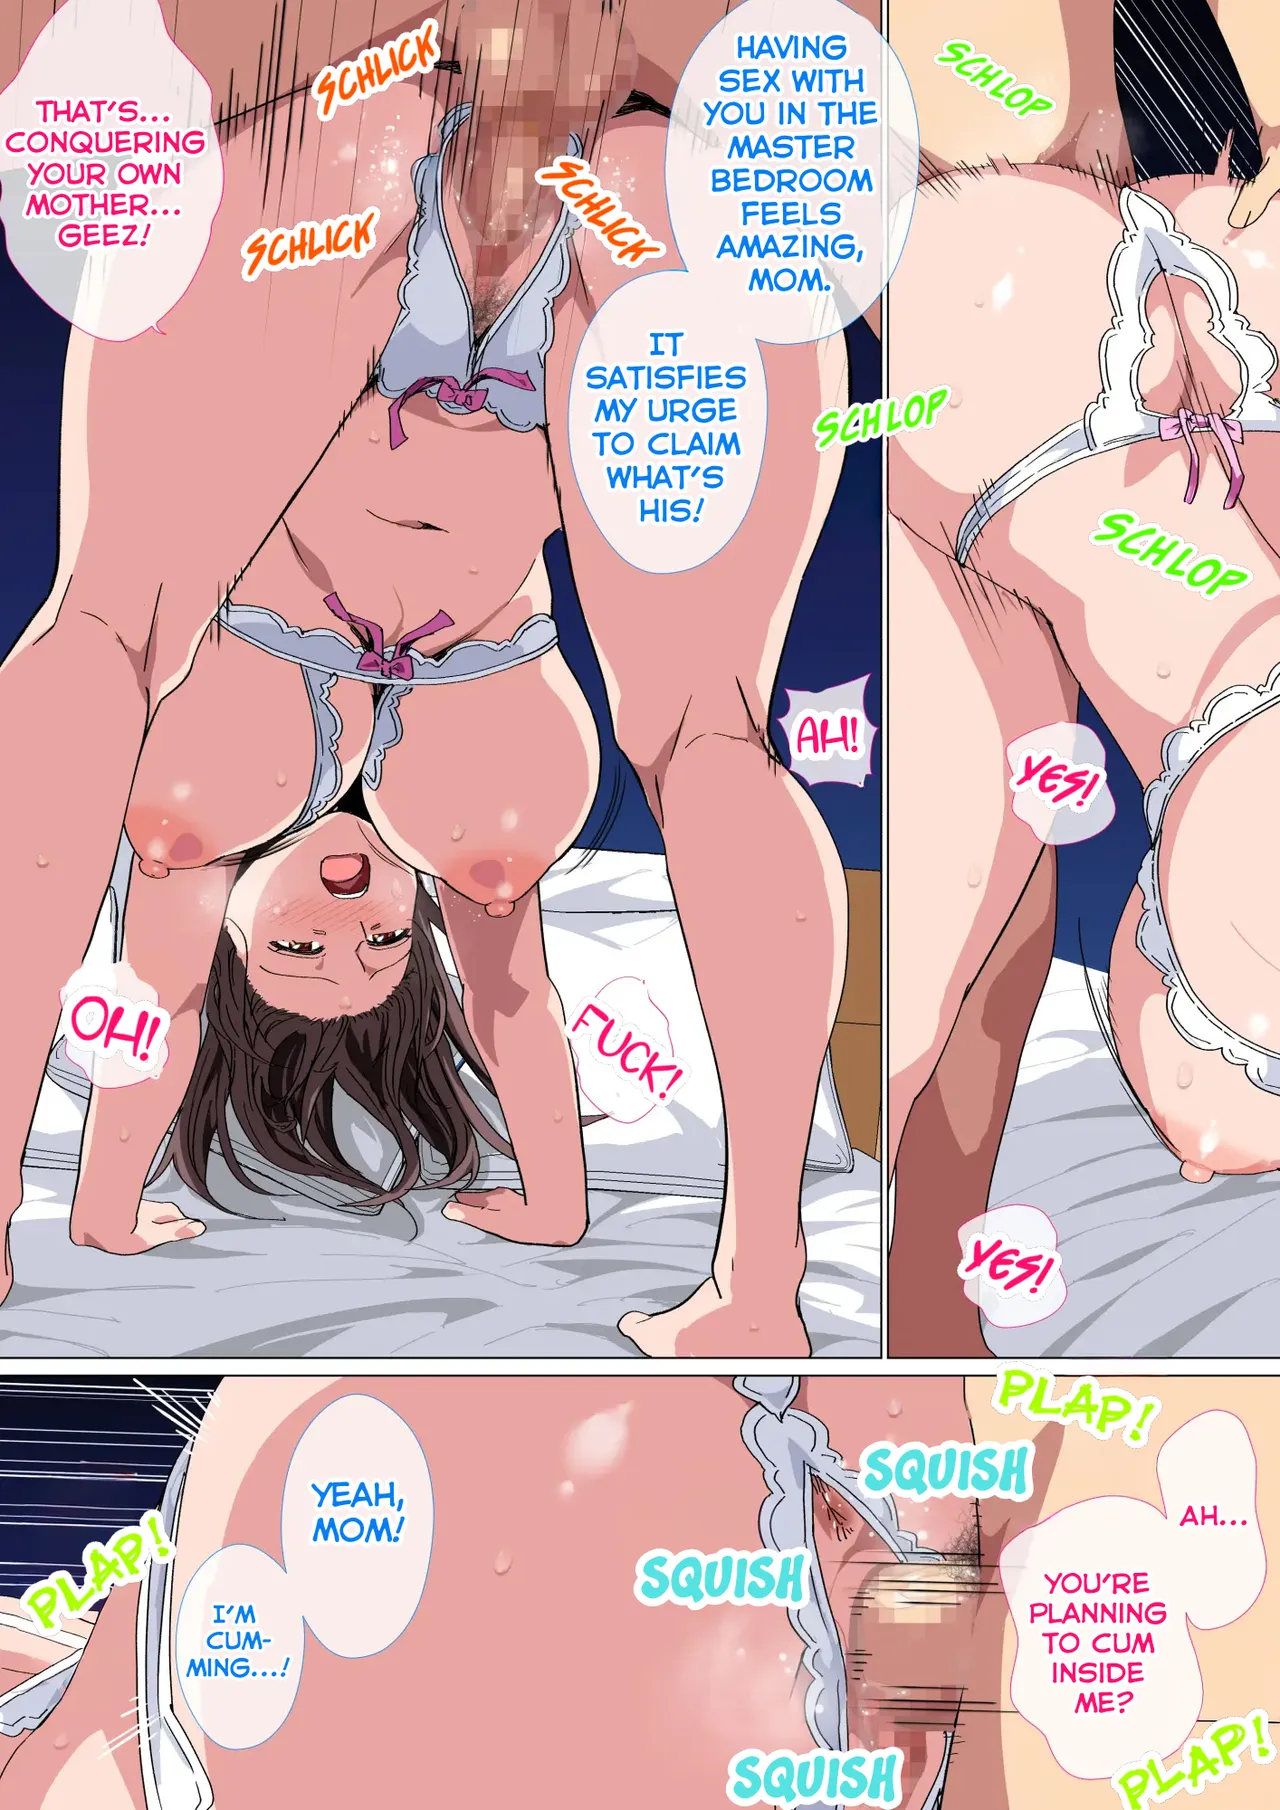 THAT'S...
CONQUERING
YOUR OWN
MOTHER...
GEEZ!
SCHLICK
SCHLICK
SCHLICK
HAVING
SEX WITH
YOU IN THE
MASTER
BEDROOM
FEELS
AMAZING,
MOM.
IT
SATISFIES
MY URGE
TO CLAIM
WHAT'S
HIS!
AH!
OH!
FUCK!
SCHLOP
SCHLOP
SCHLOP
YES!
YES!
PLAP!
YEAH,
MOM!
I'M
CUM-
MING...!
SQUISH
SQUISH
SQUISH
PLAP!
AH...
YOU'RE
PLANNING
TO CUM
INSIDE
ME?
PLAP!